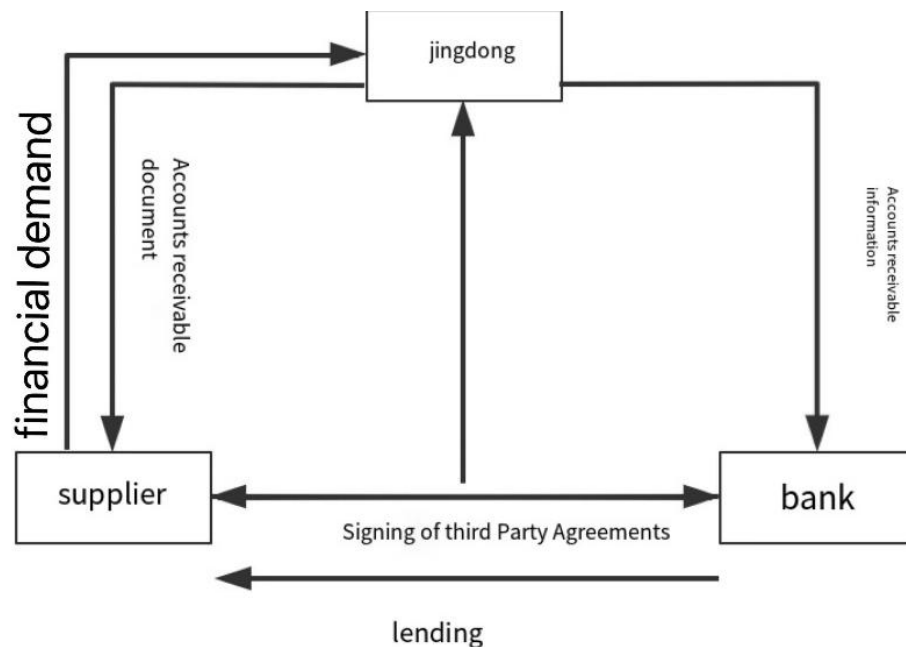 jingdong
financial demand
Accounts receivable
document
Accounts receivable
information
supplier
bank
Signing of third Party Agreements
lending